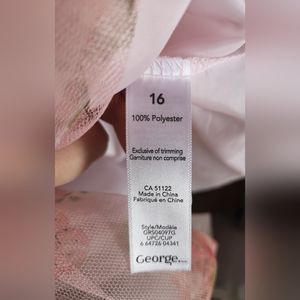 16
100% Polyester
Exclusive of trimming
Garniture non comprise
CA 51122
Made in China
Fabriqué en Chine
Style/Modèle
GRS04097G
UPC/CUP
6 64726 04341
George.